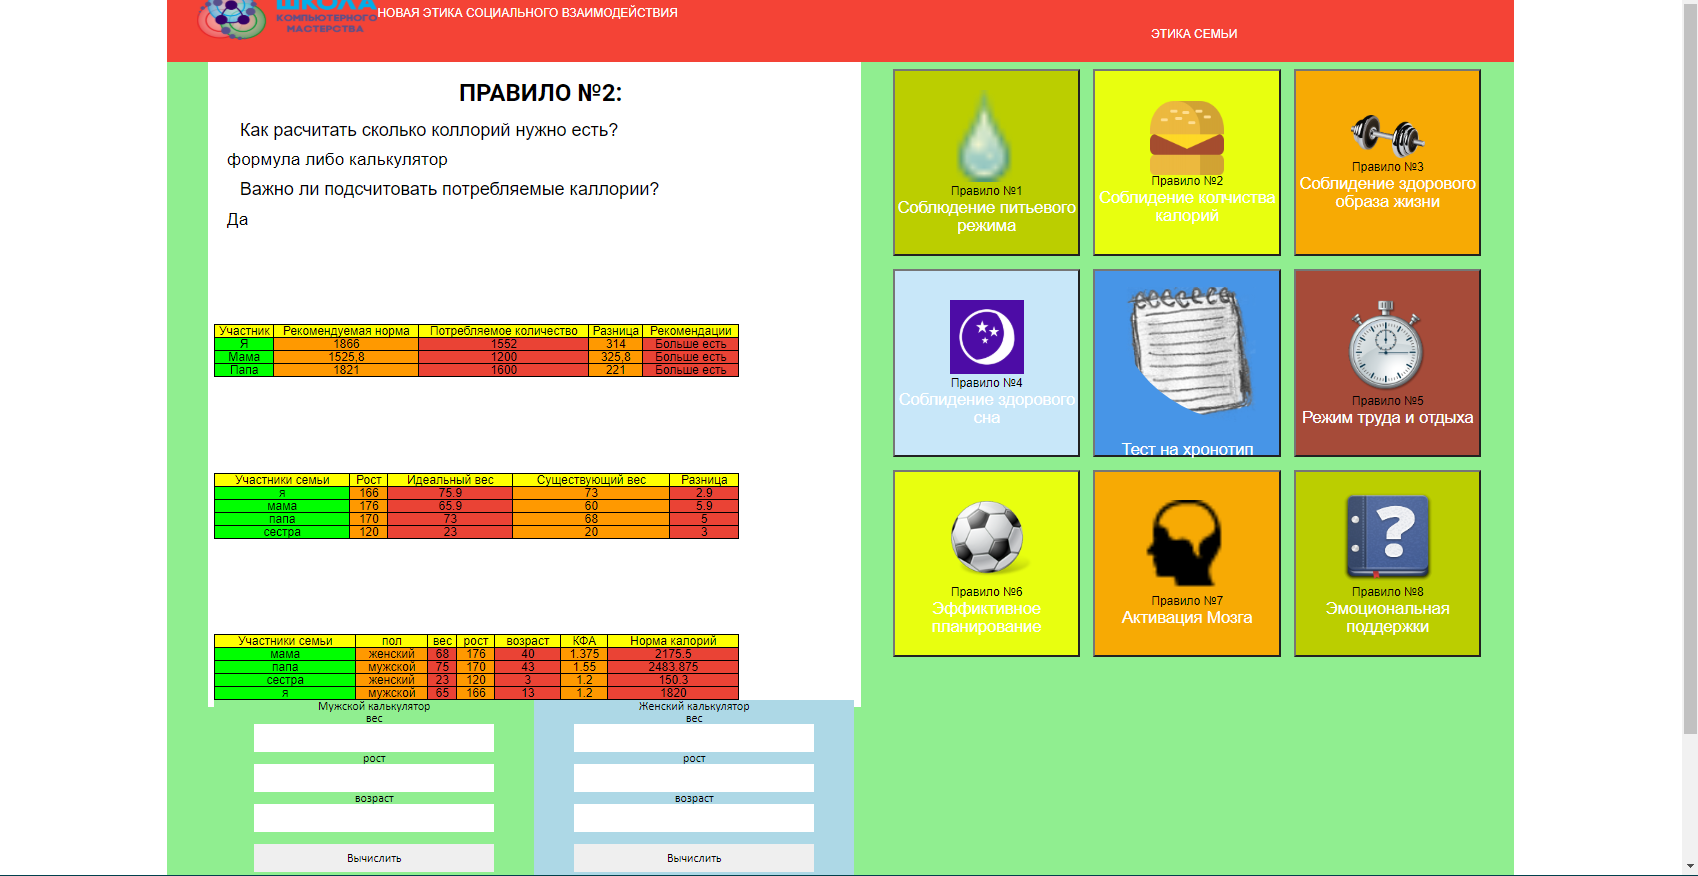 ШКОЛА
КОМПЬЮТЕРНОГО
МАСТЕРСТВА
НОВАЯ ЭТИКА СОЦИАЛЬНОГО ВЗАИМОДЕЙСТВИЯ
ЭТИКА СЕМЬИ
ПРАВИЛО №2:
Как расчитать сколько коллорий нужно есть?
формула либо калькулятор
Важно ли подсчитовать потребляемые каллории?
Да
Участник Рекомендуемая норма Потребляемое количество Разница Рекомендации
Я 1866 1552 314 Больше есть
Мама 1525,8 1200 325,8 Больше есть
Папа 1821 1600 221 Больше есть
Участники семьи Рост Идеальный вес Существующий вес Разница
я 166 75.9 73 2.9
мама 176 65.9 60 5.9
папа 170 73 68 5
сестра 120 23 20 3
Участники семьи пол вес рост возраст КФА Норма калорий
мама женский 68 176 40 1.375 2175.5
папа мужской 75 170 43 1.55 2483.875
сестра женский 23 120 3 1.2 150.3
я мужской 65 166 13 1.2 1820
Мужской калькулятор
вес
рост
возраст
Вычислить
Женский калькулятор
вес
рост
возраст
Вычислить
Правило №1
Соблюдение питьевого
режима
Правило №2
Соблидение колчиства
калорий
Правило №3
Соблидение здорового
образа жизни
Правило №4
Соблидение здорового
сна
Тест на хронотип
Правило №5
Режим труда и отдыха
Правило №6
Эффиктивное
планирование
Правило №7
Активация Мозга
Правило №8
Эмоциональная
поддержки